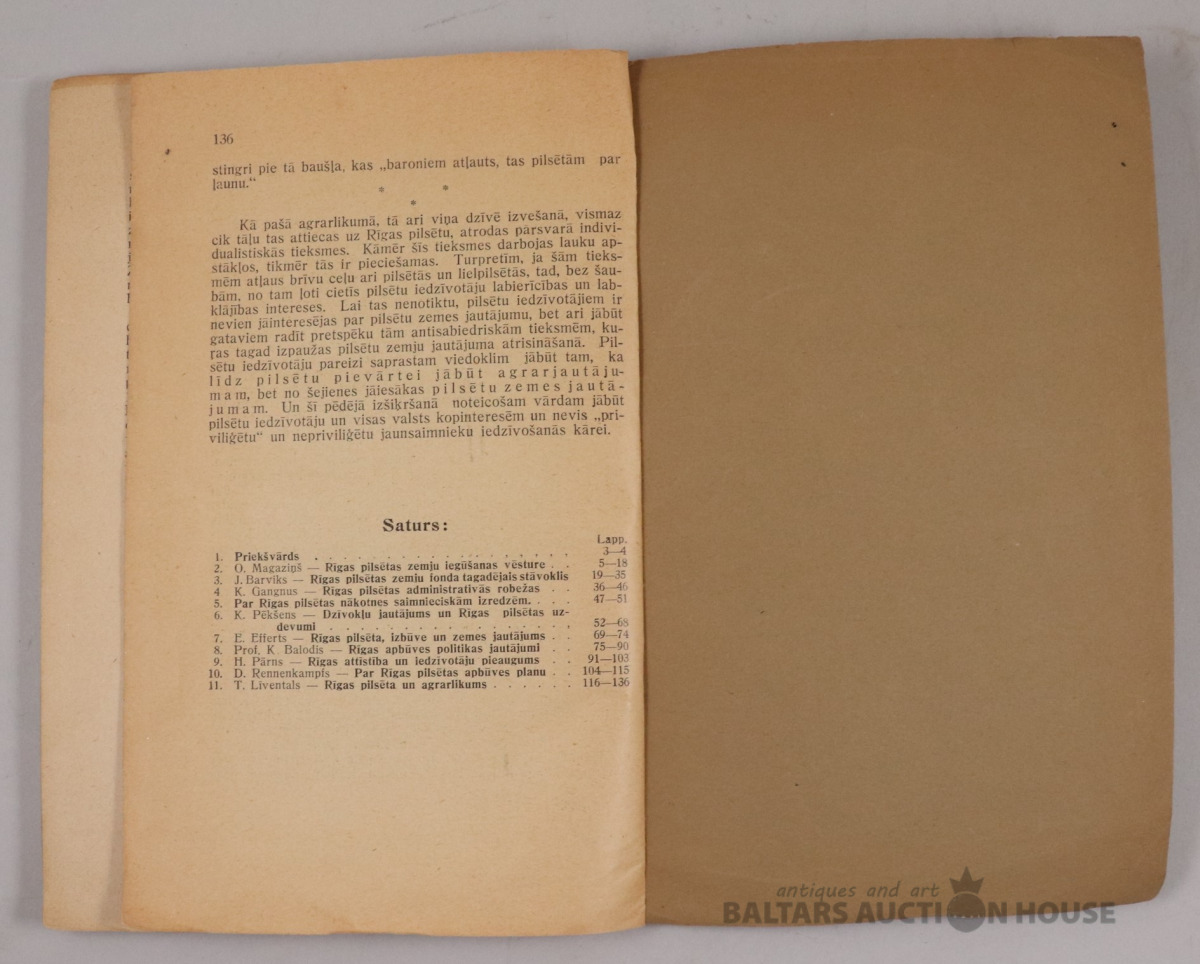 136
stingri pie tā baušļa, kas „baroniem atļauts, tas pilsētām par
ļaunu.“
* *
*
Kā pašā agrarlikumā, tā ari viņa dzīvē izvešanā, vismaz
cik tāļu tas attiecas uz Rīgas pilsētu, atrodas pārsvarā indivi-
dualistiskās tieksmes. Kāmēr šīs tieksmes darbojas lauku ap-
stākļos, tikmēr tās ir pieciešamas. Turpretīm, ja šām tieks-
mēm atļaus brīvu ceļu ari pilsētās un lielpilsētās, tad, bez šau-
bām, no tam ļoti cietīs pilsētu iedzīvotāju labierīcības un lab-
klājības intereses. Lai tas nenotiktu, pilsētu iedzīvotājiem ir
nevien jāinteresējas par pilsētu zemes jautājumu, bet ari jābūt
gataviem radīt pretspēku tām antisabiedriskām tieksmēm, ku-
ŗas tagad izpaužas pilsētu zemju jautājuma atrisināšanā. Pil-
sētu iedzīvotāju pareizi saprastam viedoklim jābūt tam, ka
līdz pilsētu pievārtei jābūt agrarjautāju-
mam, bet no šejienes jāiesākas pilsētu zemes jautā-
jumam. Un šī pēdējā izšķiršanā noteicošam vārdam jābūt
pilsētu iedzīvotāju un visas valsts kopinteresēm un nevis „pri-
viliģētu“ un nepriviliģētu jaunsaimnieku iedzīvošanās kārei.
Saturs:
Lapp.
1. Priekšvārds . . . . . . . . . . . . . . . . . . 3—4
2. O. Magaziņš — Rīgas pilsētas zemju iegūšanas vēsture . . 5—18
3. J. Barviks — Rīgas pilsētas zemju fonda tagadējais stāvoklis 19—35
4 K. Gangnus — Rīgas pilsētas administratīvās robežas . . 36—46
5. Par Rīgas pilsētas nākotnes saimnieciskām izredzēm. . . . 47—51
6. K. Pēkšens — Dzīvokļu jautājums un Rīgas pilsētas uz-
devumi . . . . . . . . . . . . . . . . . 52—68
7. E. Efferts — Rīgas pilsēta, izbūve un zemes jautājums . . 69—74
8. Prof. K. Balodis — Rīgas apbūves politikas jautājumi . . 75—90
9. H. Pārns — Rīgas attīstība un iedzīvotāju pieaugums . . 91—103
10. D. Rennenkampfs — Par Rīgas pilsētas apbūves planu . . 104—115
11. T. Līventals — Rīgas pilsēta un agrarlikums . . . . . . 116—136
antiques and art
BALTARS AUCTION HOUSE